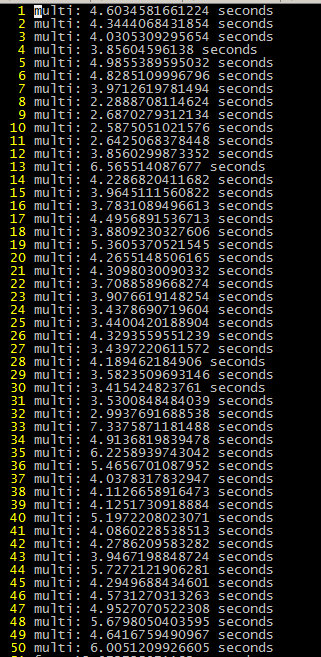 1 multi: 4.6034581661224 seconds
2 multi: 4.3444068431854 seconds
3 multi: 4.0305309295654 seconds
4 multi: 3.85604596138 seconds
5 multi: 4.9855389595032 seconds
6 multi: 4.8285109996796 seconds
7 multi: 3.9712619781494 seconds
8 multi: 2.2888708114624 seconds
9 multi: 2.6870279312134 seconds
10 multi: 2.5875051021576 seconds
11 multi: 2.6425068378448 seconds
12 multi: 3.8560299873352 seconds
13 multi: 6.565514087677 seconds
14 multi: 4.2286820411682 seconds
15 multi: 3.9645111560822 seconds
16 multi: 3.7831089496613 seconds
17 multi: 4.4956891536713 seconds
18 multi: 3.8809230327606 seconds
19 multi: 5.3605370521545 seconds
20 multi: 4.2655148506165 seconds
21 multi: 4.3098030090332 seconds
22 multi: 3.7088589668274 seconds
23 multi: 3.9076619148254 seconds
24 multi: 3.4378690719604 seconds
25 multi: 3.4400420188904 seconds
26 multi: 4.3293559551239 seconds
27 multi: 3.4397220611572 seconds
28 multi: 4.189462184906 seconds
29 multi: 3.5823509693146 seconds
30 multi: 3.415424823761 seconds
31 multi: 3.5300848484039 seconds
32 multi: 2.9937691688538 seconds
33 multi: 7.3375871181488 seconds
34 multi: 4.9136819839478 seconds
35 multi: 6.2258939743042 seconds
36 multi: 5.4656701087952 seconds
37 multi: 4.0378317832947 seconds
38 multi: 4.1126658916473 seconds
39 multi: 4.1251730918884 seconds
40 multi: 5.1972208023071 seconds
41 multi: 4.0860228538513 seconds
42 multi: 4.2786209583282 seconds
43 multi: 3.9467198848724 seconds
44 multi: 5.7272121906281 seconds
45 multi: 4.2949688434601 seconds
46 multi: 4.5731270313263 seconds
47 multi: 4.9527070522308 seconds
48 multi: 5.6798050403595 seconds
49 multi: 4.6416759490967 seconds
50 multi: 6.0051209926605 seconds